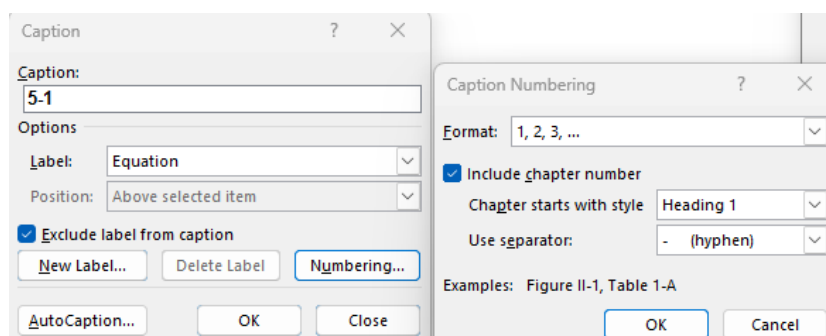 Caption ?
Caption:
5-1
Options
Label: Equation
Position: Above selected item
Exclude label from caption
New Label... Delete Label Numbering...
AutoCaption... OK Close
Caption Numbering ?
Format: 1, 2, 3, ...
Include chapter number
Chapter starts with style Heading 1
Use separator: - (hyphen)
Examples: Figure II-1, Table 1-A
OK Cancel